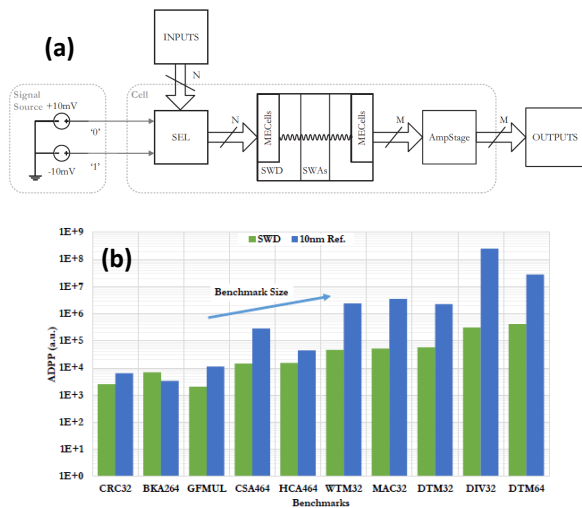 (a)
INPUTS
N
Signal
Source
+10mV
'0'
'1'
-10mV
Cell
SEL
N
MECells
SWD
SWAs
MECells
M
AmpStage
M
OUTPUTS
(b)
SWD 10nm Ref.
Benchmark Size
ADPP (a.u.)
1E+9
1E+8
1E+7
1E+6
1E+5
1E+4
1E+3
1E+2
1E+1
1E+0
CRC32 BKA264 GFMUL CSA464 HCA464 WTM32 MAC32 DTM32 DIV32 DTM64
Benchmarks